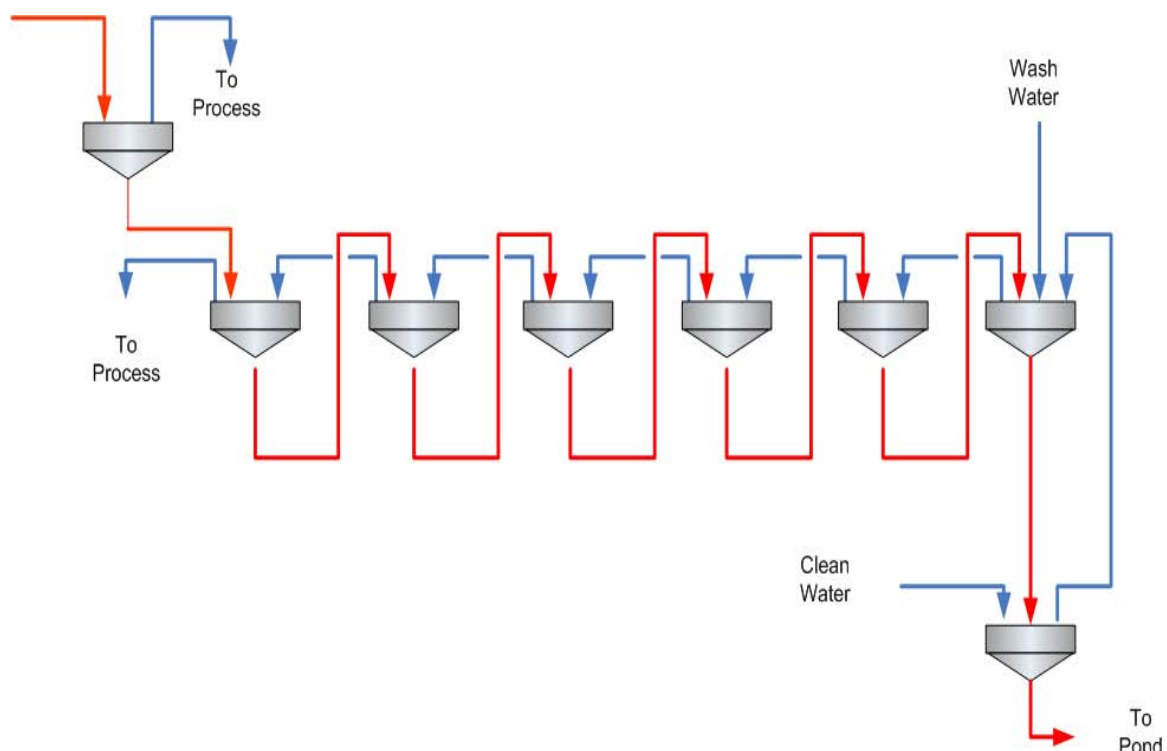 To
Process
Wash
Water
To
Process
Clean
Water
To
Pond